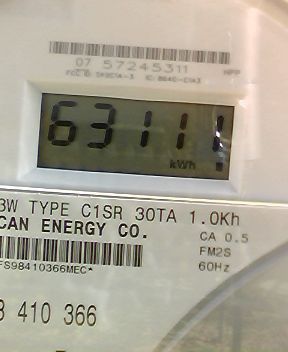 07 57245311 NPP
63111
kWh
3W TYPE C1SR 30TA 1.0Kh
CAN ENERGY CO.
CA 0.5
FM2S
60Hz
FS98410366MEC*
8 410 366